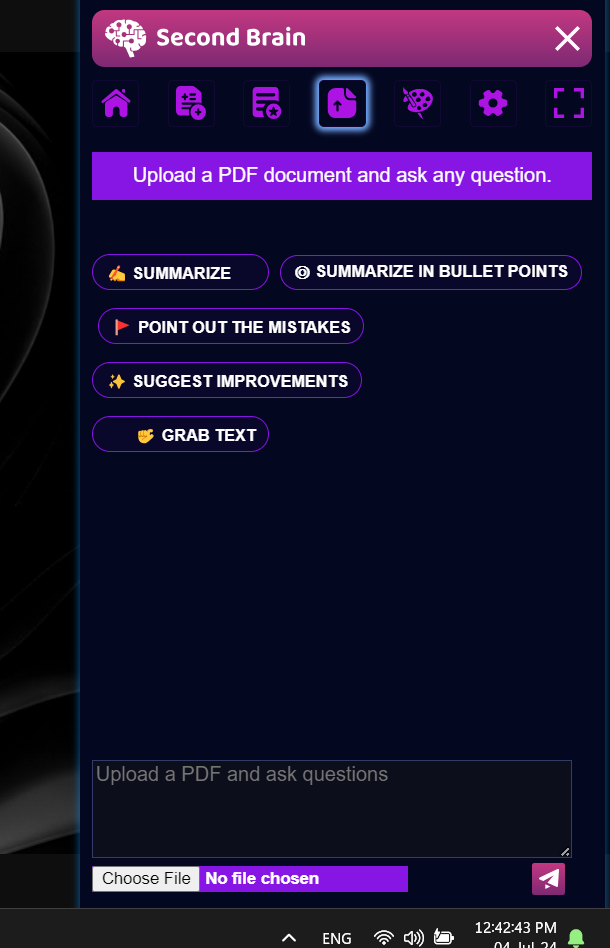 Second Brain
Upload a PDF document and ask any question.
SUMMARIZE
SUMMARIZE IN BULLET POINTS
POINT OUT THE MISTAKES
SUGGEST IMPROVEMENTS
GRAB TEXT
Upload a PDF and ask questions
Choose File No file chosen
12:42:43 PM
ENG
04-Jul-24